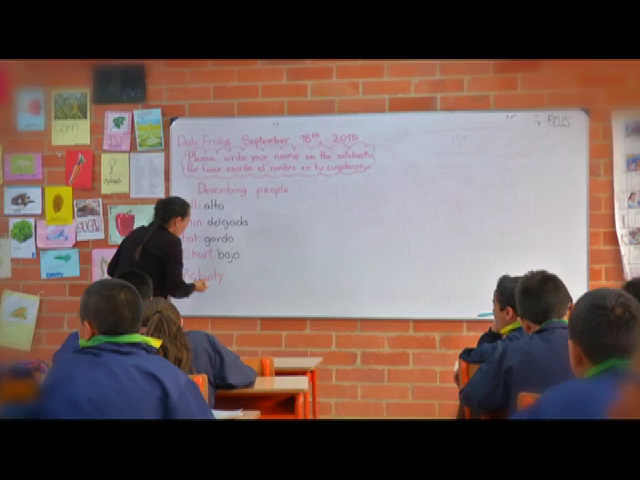 Date Friday, September 18th, 2015
Please write your name on the notebook
Por favor escribe el nombre en tu cuaderno
Describing people
alto
delgada
Fat gordo
Short bajo
Activity